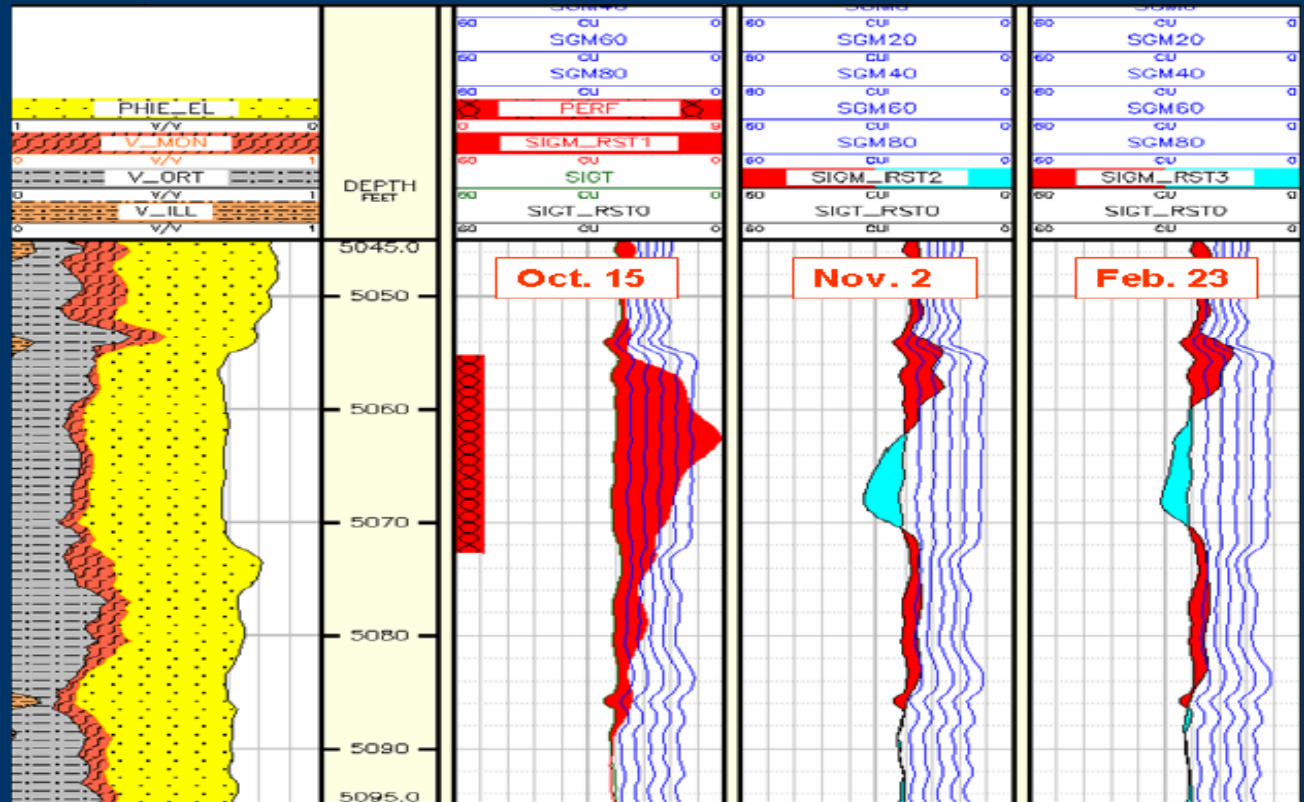 PHIE_EL
1 V/V 0
V_MON
0 V/V 1
V_ORT
0 V/V 1
V_ILL
0 V/V 1
DEPTH
FEET
60 CU 0
SGM60
60 CU 0
SGM80
60 CU 0
PERF
0 9
SIGM_RST1
60 CU 0
SIGT
60 CU 0
SIGT_RST0
60 CU 0
60 CU 0
SGM20
60 CU 0
SGM40
60 CU 0
SGM60
60 CU 0
SGM80
60 CU 0
SIGM_RST2
60 CU 0
SIGT_RST0
60 CU 0
60 CU 0
SGM20
60 CU 0
SGM40
60 CU 0
SGM60
60 CU 0
SGM80
60 CU 0
SIGM_RST3
60 CU 0
SIGT_RST0
60 CU 0
5045.0
5050
5060
5070
5080
5090
5095.0
Oct. 15
Nov. 2
Feb. 23